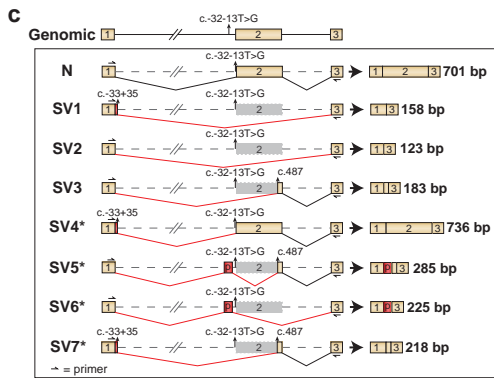 C
c.-32-13T>G
Genomic 1 2 3
c.-32-13T>G
N 1 2 3 1 2 3 701 bp
c.-33+35 c.-32-13T>G
SV1 1 2 3 1 3 158 bp
c.-32-13T>G
SV2 1 2 3 1 3 123 bp
c.-32-13T>G c.487
SV3 1 2 3 1 3 183 bp
c.-33+35 c.-32-13T>G
SV4* 1 2 3 1 2 3 736 bp
c.-32-13T>G c.487
SV5* 1 p 2 3 1 p 3 285 bp
c.-32-13T>G
SV6* 1 p 2 3 1 p 3 225 bp
c.-33+35 c.-32-13T>G c.487
SV7* 1 2 3 1 3 218 bp
= primer